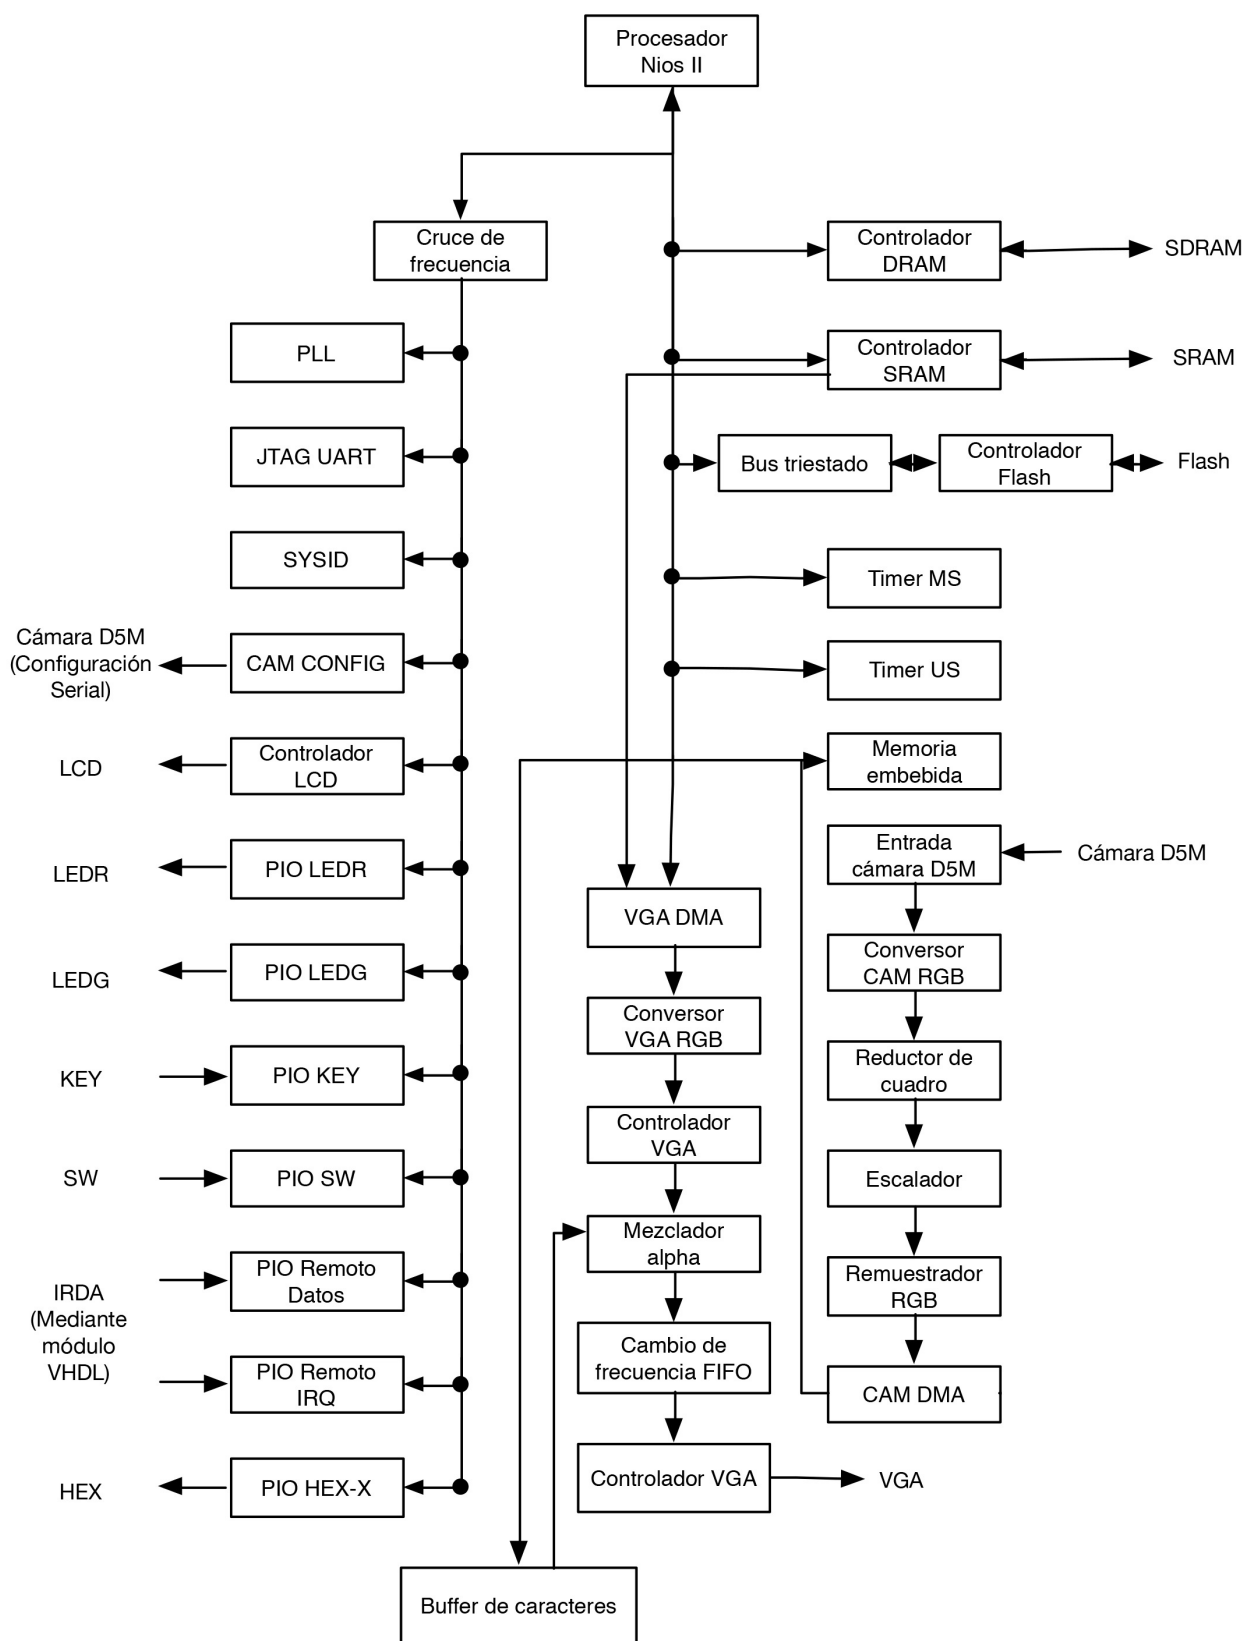 Procesador
Nios II
Cruce de
frecuencia
Controlador
DRAM
SDRAM
PLL
Controlador
SRAM
SRAM
JTAG UART
Bus triestado
Controlador
Flash
Flash
SYSID
Timer MS
Cámara D5M
(Configuración
Serial)
CAM CONFIG
Timer US
LCD
Controlador
LCD
Memoria
embebida
LEDR
PIO LEDR
Entrada
cámara D5M
Cámara D5M
VGA DMA
LEDG
PIO LEDG
Conversor
CAM RGB
Conversor
VGA RGB
KEY
PIO KEY
Reductor de
cuadro
Controlador
VGA
SW
PIO SW
Escalador
Mezclador
alpha
IRDA
(Mediante
módulo
VHDL)
PIO Remoto
Datos
Remuestrador
RGB
Cambio de
frecuencia FIFO
PIO Remoto
IRQ
CAM DMA
HEX
PIO HEX-X
Controlador VGA
VGA
Buffer de caracteres